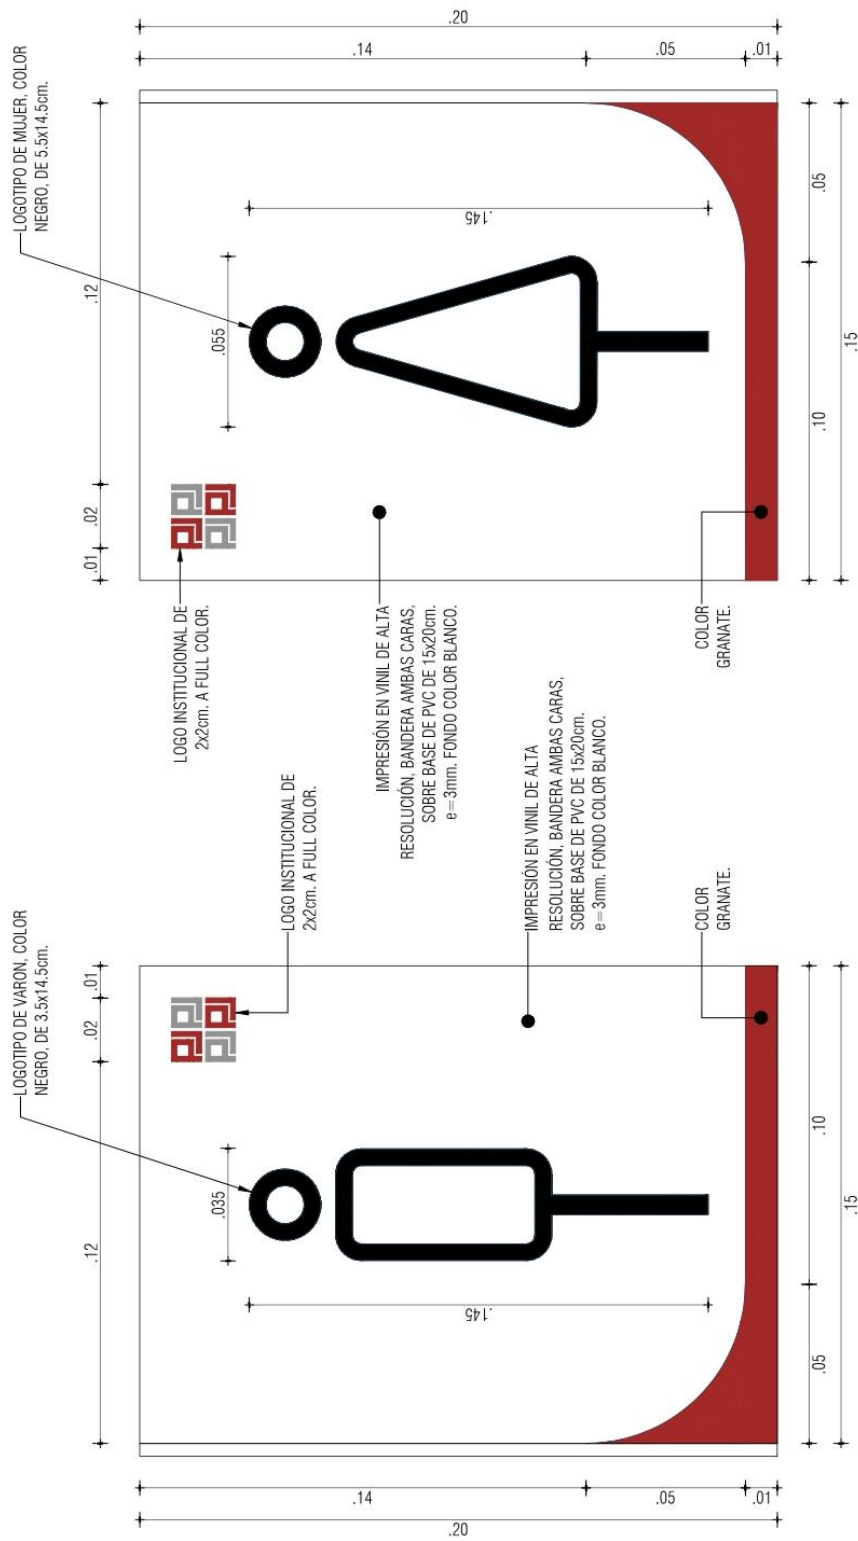 LOGOTIPO DE VARON, COLOR
NEGRO, DE 3.5x14.5cm.
LOGO INSTITUCIONAL DE
2x2cm. A FULL COLOR.
IMPRESIÓN EN VINIL DE ALTA
RESOLUCIÓN, BANDERA AMBAS CARAS,
SOBRE BASE DE PVC DE 15x20cm.
e=3mm. FONDO COLOR BLANCO.
COLOR
GRANATE.
.12
.02
.01
.035
.145
.20
.14
.05
.01
.05
.10
.15
LOGOTIPO DE MUJER, COLOR
NEGRO, DE 5.5x14.5cm.
LOGO INSTITUCIONAL DE
2x2cm. A FULL COLOR.
IMPRESIÓN EN VINIL DE ALTA
RESOLUCIÓN, BANDERA AMBAS CARAS,
SOBRE BASE DE PVC DE 15x20cm.
e=3mm. FONDO COLOR BLANCO.
COLOR
GRANATE.
.01
.02
.12
.055
.145
.20
.14
.05
.01
.10
.05
.15